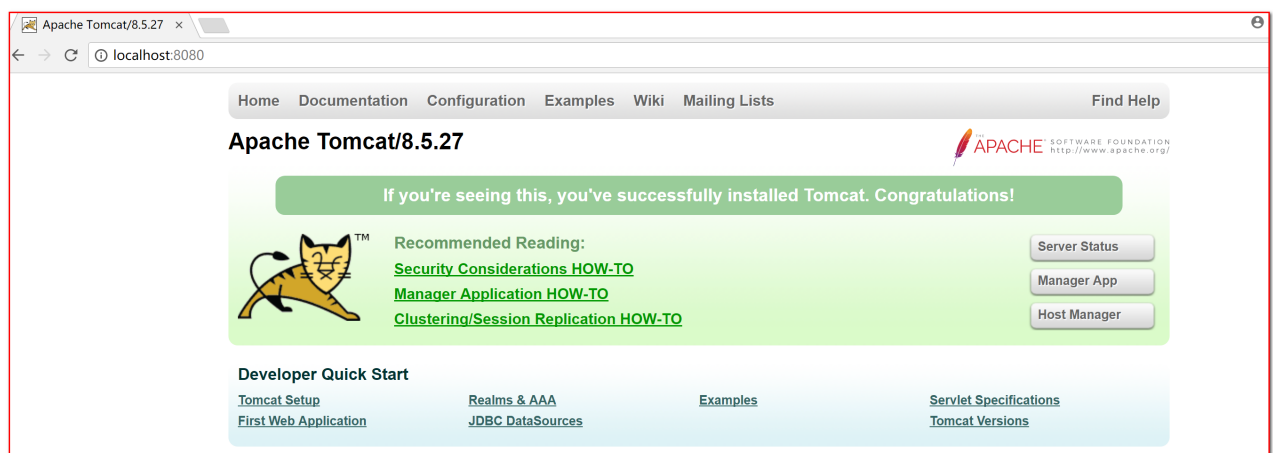 Apache Tomcat/8.5.27
localhost:8080
Home Documentation Configuration Examples Wiki Mailing Lists Find Help
Apache Tomcat/8.5.27
THE
APACHE SOFTWARE FOUNDATION
http://www.apache.org/
If you're seeing this, you've successfully installed Tomcat. Congratulations!
TM
Recommended Reading:
Security Considerations HOW-TO
Manager Application HOW-TO
Clustering/Session Replication HOW-TO
Server Status
Manager App
Host Manager
Developer Quick Start
Tomcat Setup
First Web Application
Realms & AAA
JDBC DataSources
Examples
Servlet Specifications
Tomcat Versions